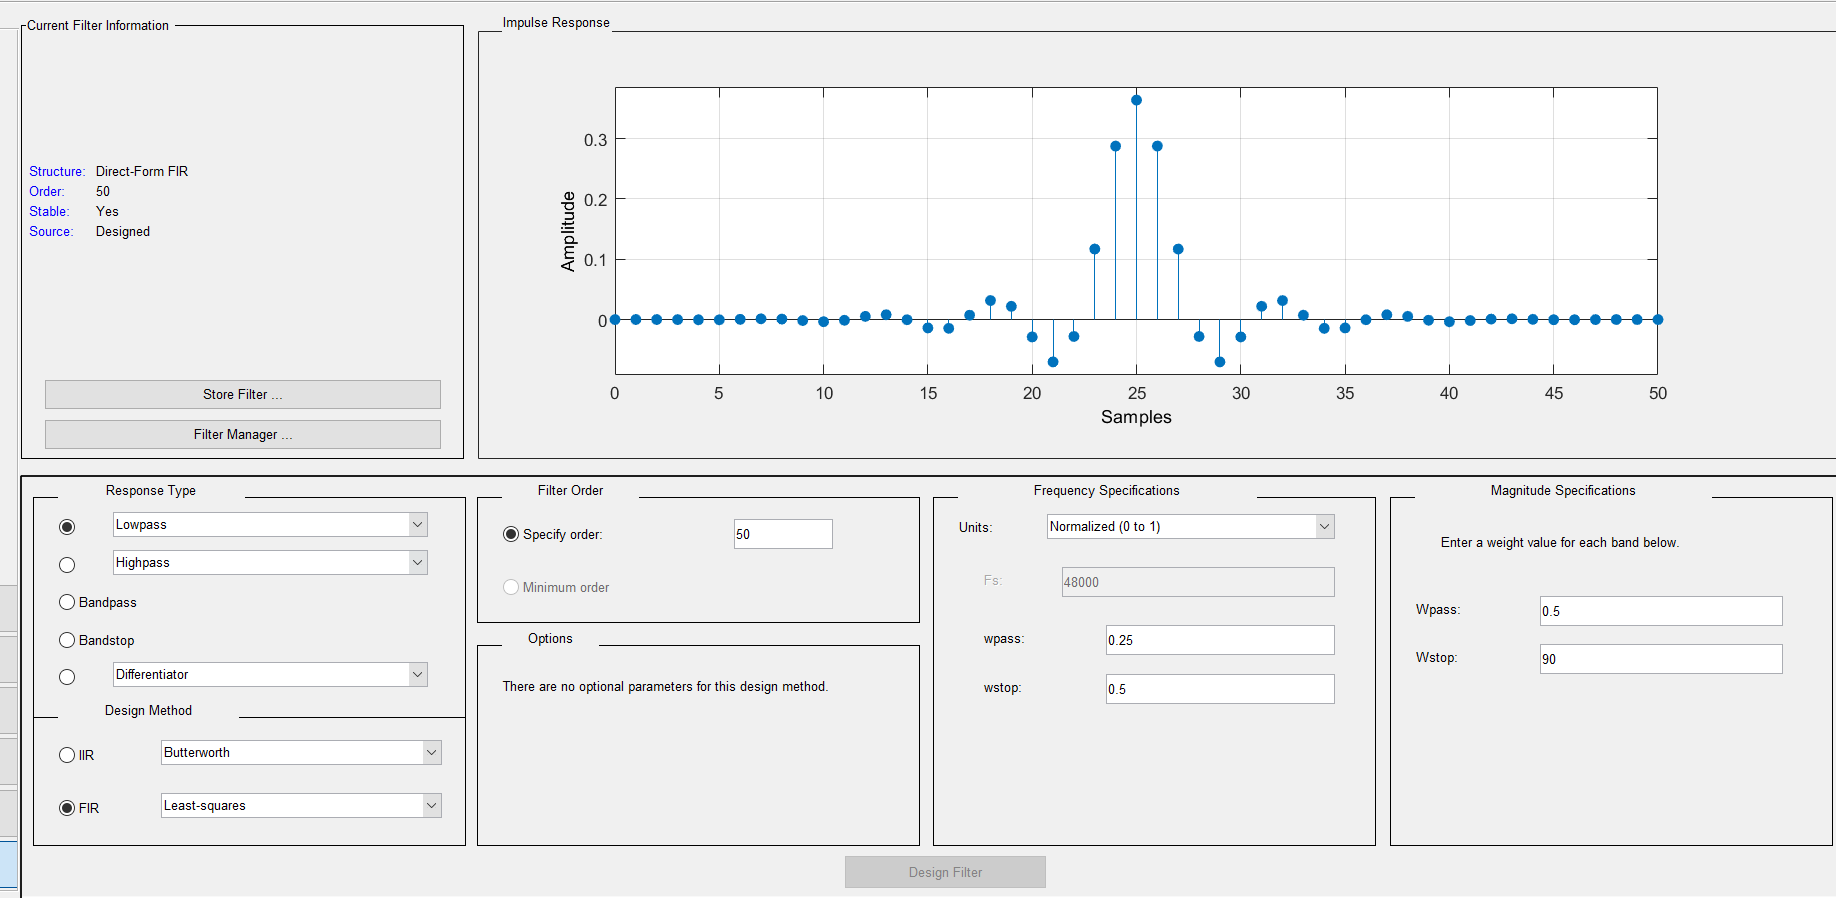 Current Filter Information
Structure: Direct-Form FIR
Order: 50
Stable: Yes
Source: Designed
Store Filter ...
Filter Manager ...
Impulse Response
Amplitude
0.3
0.2
0.1
0
0 5 10 15 20 25 30 35 40 45 50
Samples
Response Type
Lowpass
Highpass
Bandpass
Bandstop
Differentiator
Design Method
IIR Butterworth
FIR Least-squares
Filter Order
Specify order: 50
Minimum order
Options
There are no optional parameters for this design method.
Frequency Specifications
Units: Normalized (0 to 1)
Fs: 48000
wpass: 0.25
wstop: 0.5
Magnitude Specifications
Enter a weight value for each band below.
Wpass: 0.5
Wstop: 90
Design Filter